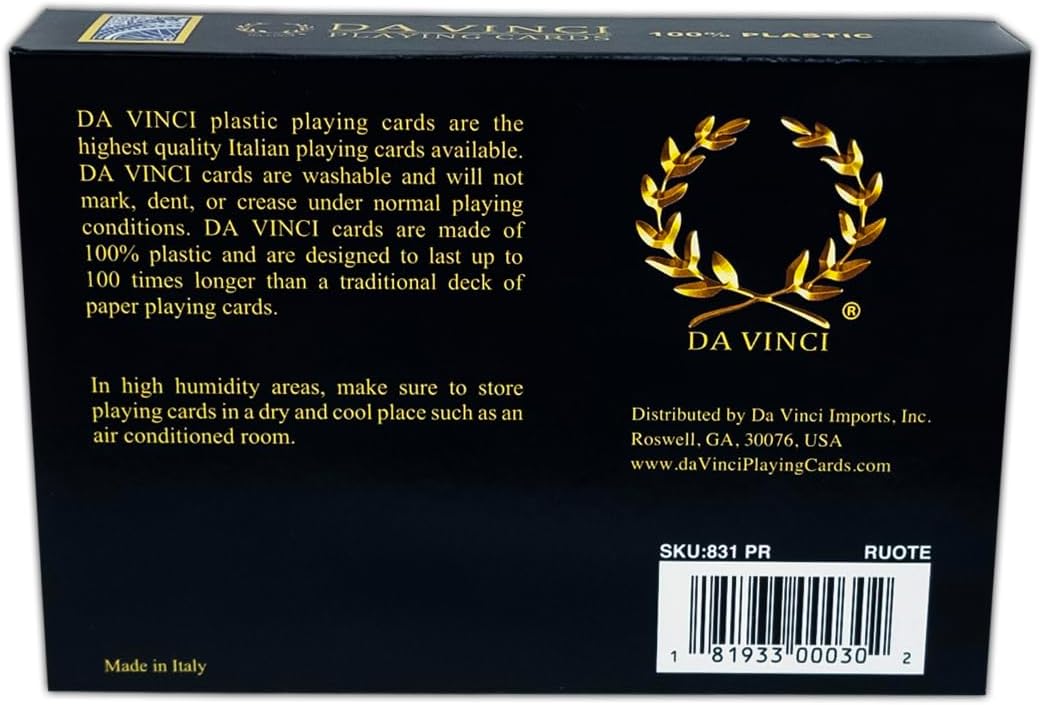 DA VINCI
PLAYING CARDS
100% PLASTIC
DA VINCI plastic playing cards are the
highest quality Italian playing cards available.
DA VINCI cards are washable and will not
mark, dent, or crease under normal playing
conditions. DA VINCI cards are made of
100% plastic and are designed to last up to
100 times longer than a traditional deck of
paper playing cards.
In high humidity areas, make sure to store
playing cards in a dry and cool place such as an
air conditioned room.
Made in Italy
®
DA VINCI
Distributed by Da Vinci Imports, Inc.
Roswell, GA, 30076, USA
www.daVinciPlayingCards.com
SKU:831 PR RUOTE
1 81933 00030 2